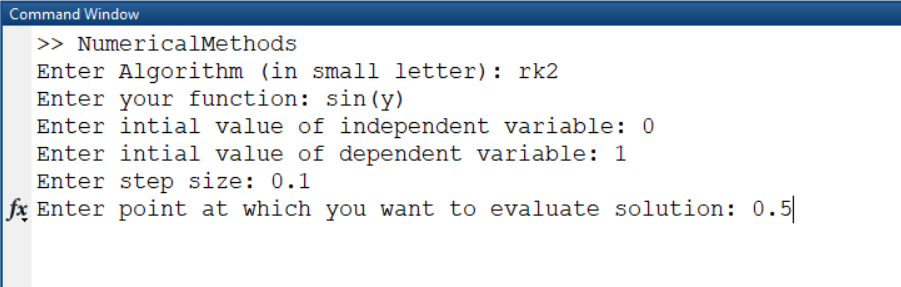 Command Window
>> NumericalMethods
Enter Algorithm (in small letter): rk2
Enter your function: sin(y)
Enter intial value of independent variable: 0
Enter intial value of dependent variable: 1
Enter step size: 0.1
fx Enter point at which you want to evaluate solution: 0.5